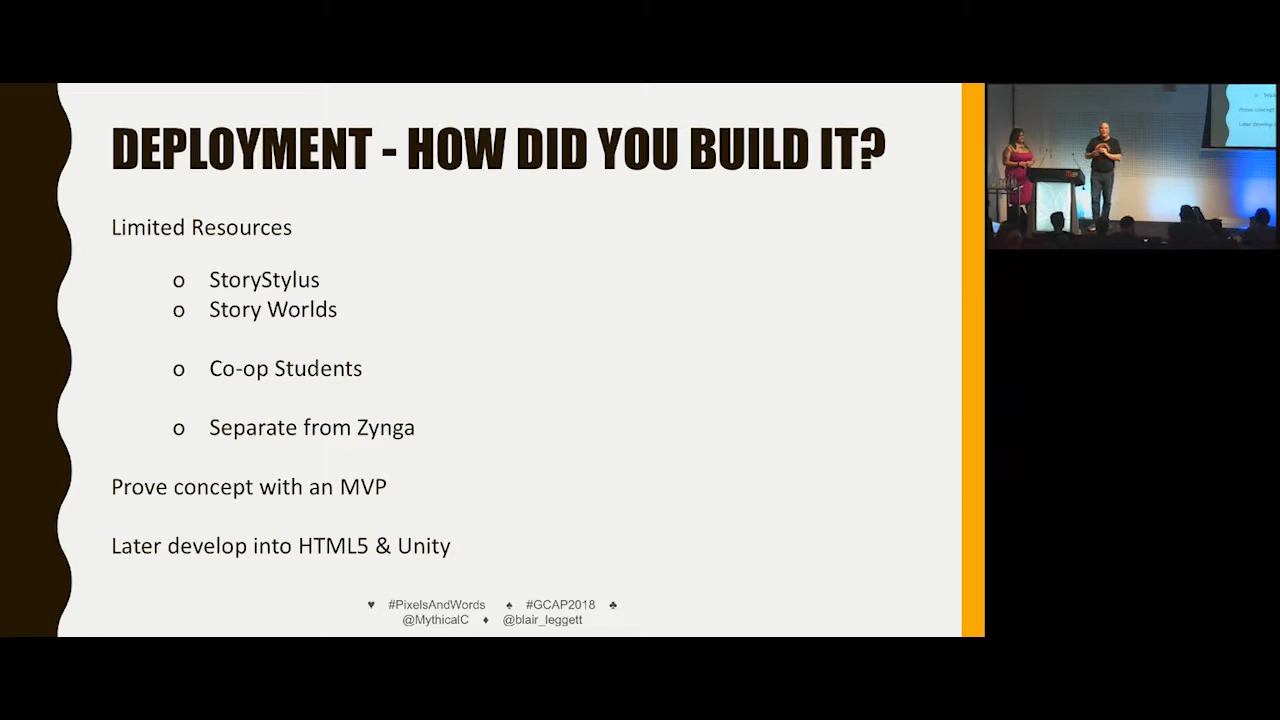 DEPLOYMENT - HOW DID YOU BUILD IT?
Limited Resources
o StoryStylus
o Story Worlds
o Co-op Students
o Separate from Zynga
Prove concept with an MVP
Later develop into HTML5 & Unity
♥ #PixelsAndWords ♠ #GCAP2018 ♣
@MythicalC ♦ @blair_leggett